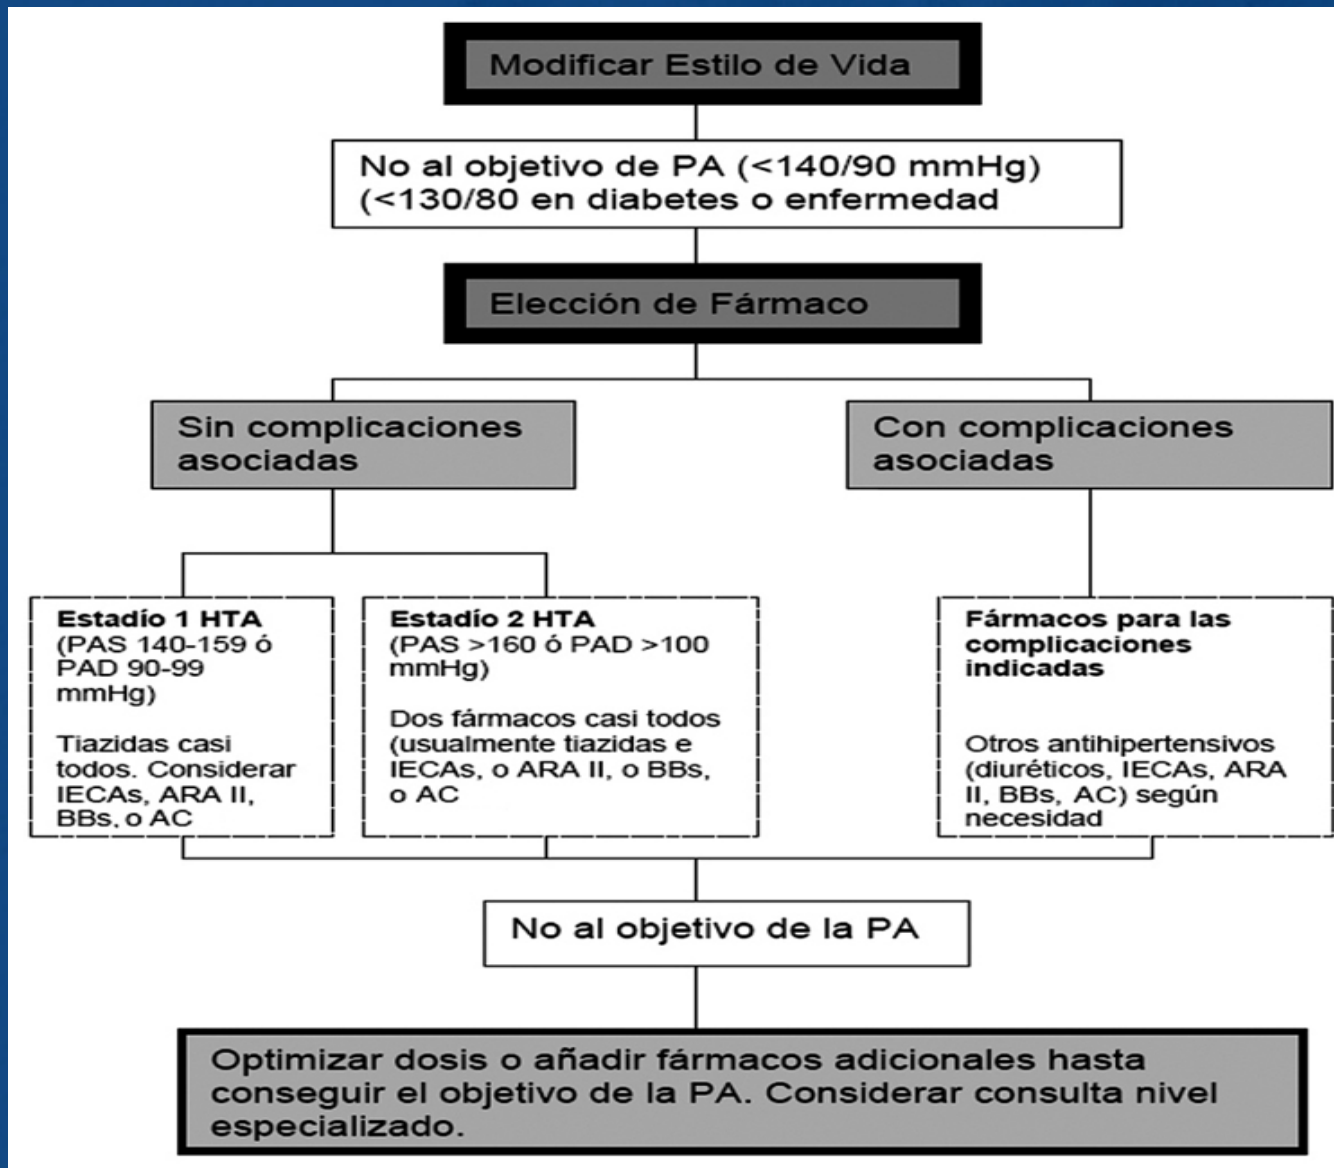 Modificar Estilo de Vida
No al objetivo de PA (<140/90 mmHg)
(<130/80 en diabetes o enfermedad
Elección de Fármaco
Sin complicaciones
asociadas
Con complicaciones
asociadas
Estadío 1 HTA
(PAS 140-159 ó
PAD 90-99
mmHg)
Tiazidas casi
todos. Considerar
IECAs, ARA II,
BBs, o AC
Estadío 2 HTA
(PAS >160 ó PAD >100
mmHg)
Dos fármacos casi todos
(usualmente tiazidas e
IECAs, o ARA II, o BBs,
o AC
Fármacos para las
complicaciones
indicadas
Otros antihipertensivos
(diuréticos, IECAs, ARA
II, BBs, AC) según
necesidad
No al objetivo de la PA
Optimizar dosis o añadir fármacos adicionales hasta
conseguir el objetivo de la PA. Considerar consulta nivel
especializado.